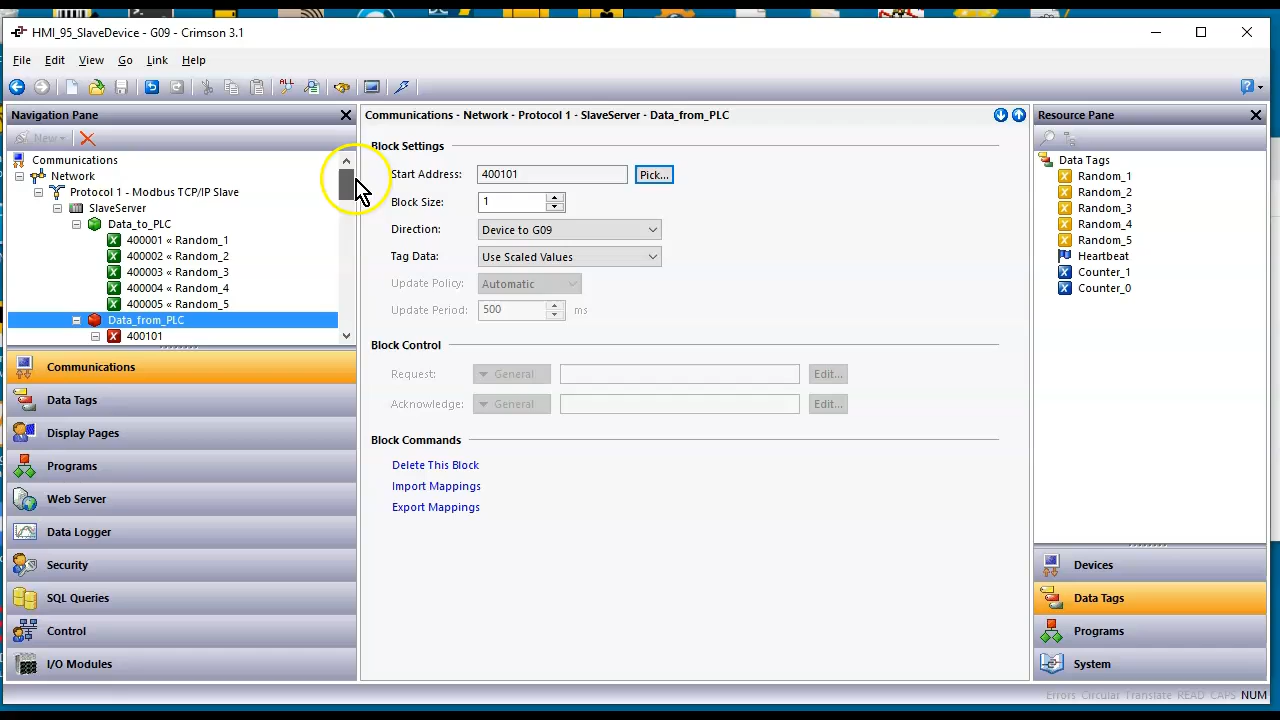 HMI_95_SlaveDevice - G09 - Crimson 3.1
File Edit View Go Link Help
Navigation Pane
New
Communications
Network
Protocol 1 - Modbus TCP/IP Slave
SlaveServer
Data_to_PLC
400001 « Random_1
400002 « Random_2
400003 « Random_3
400004 « Random_4
400005 « Random_5
Data_from_PLC
400101
Communications
Data Tags
Display Pages
Programs
Web Server
Data Logger
Security
SQL Queries
Control
I/O Modules
Communications - Network - Protocol 1 - SlaveServer - Data_from_PLC
Block Settings
Start Address: 400101 Pick...
Block Size: 1
Direction: Device to G09
Tag Data: Use Scaled Values
Update Policy: Automatic
Update Period: 500 ms
Block Control
Request: General Edit...
Acknowledge: General Edit...
Block Commands
Delete This Block
Import Mappings
Export Mappings
Resource Pane
Data Tags
Random_1
Random_2
Random_3
Random_4
Random_5
Heartbeat
Counter_1
Counter_0
Devices
Data Tags
Programs
System
Errors Circular Translate READ CAPS NUM